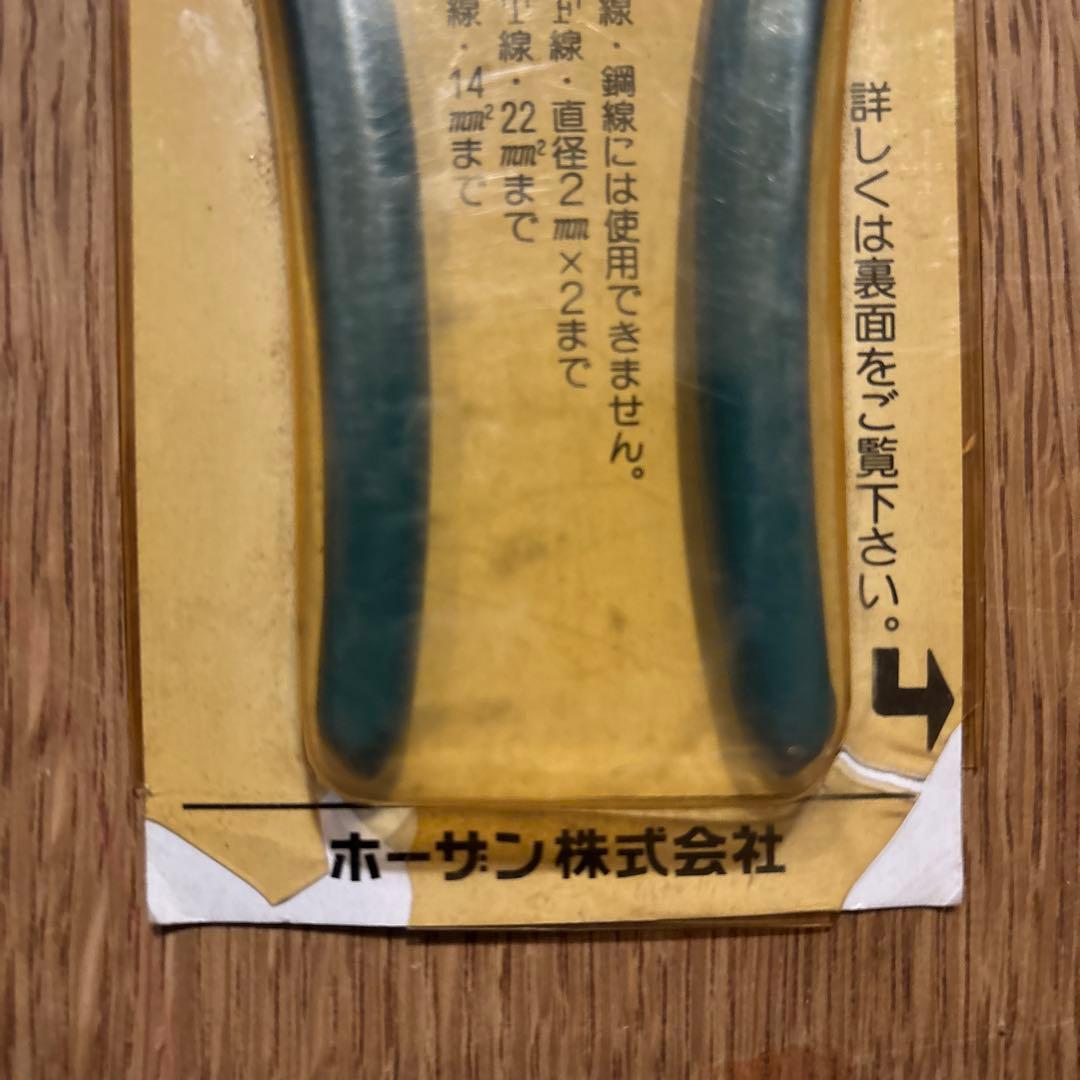 詳しくは裏面をご覧下さい。
線・鋼線には使用できません。
F線・直径2㎜×2まで
線・22㎟まで
線・14㎟まで
ホーザン株式会社